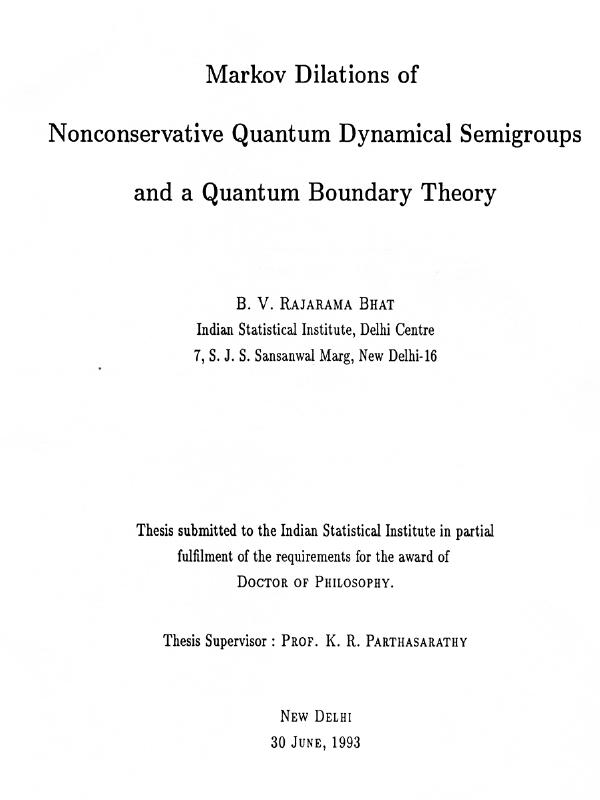 Markov Dilations of
Nonconservative Quantum Dynamical Semigroups
and a Quantum Boundary Theory
B. V. RAJARAMA BHAT
Indian Statistical Institute, Delhi Centre
7, S. J. S. Sansanwal Marg, New Delhi-16
Thesis submitted to the Indian Statistical Institute in partial
fulfilment of the requirements for the award of
DOCTOR OF PHILOSOPHY.
Thesis Supervisor : PROF. K. R. PARTHASARATHY
NEW DELHI
30 JUNE, 1993